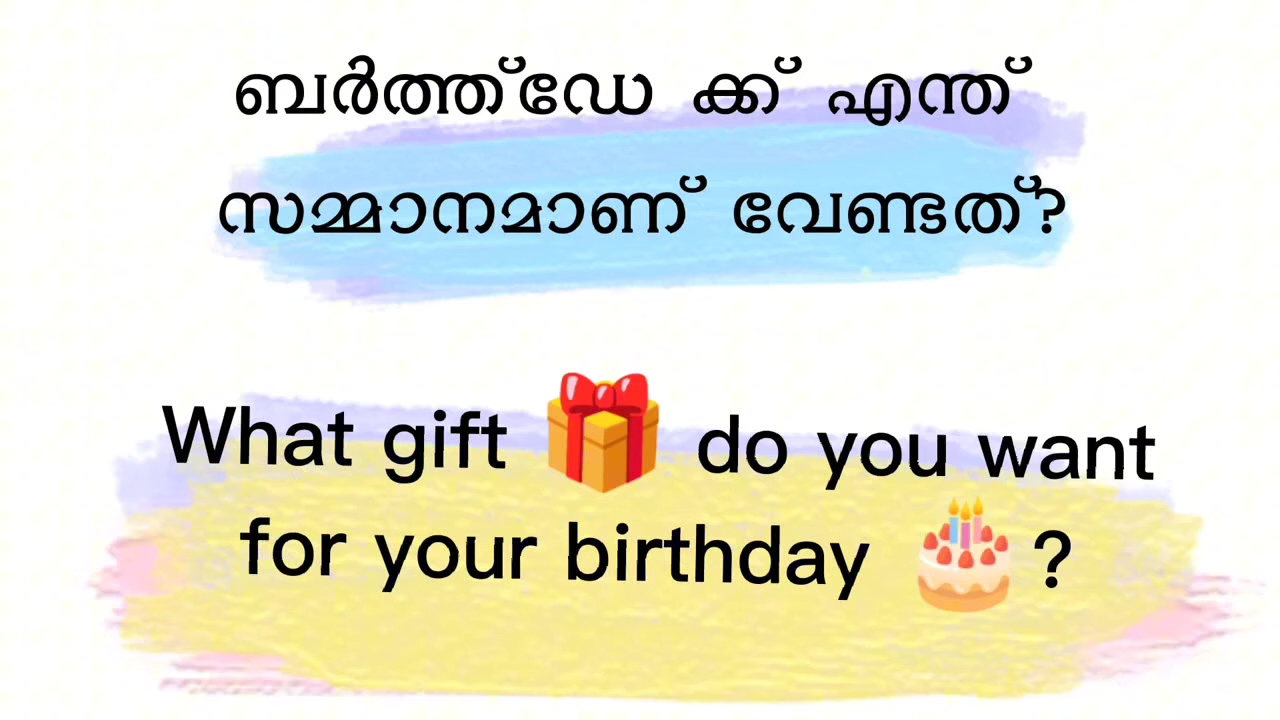 ബർത്ത്ഡേ ക്ക് എന്ത്
സമ്മാനമാണ് വേണ്ടത്?
What gift 🎁 do you want
for your birthday 🎂 ?